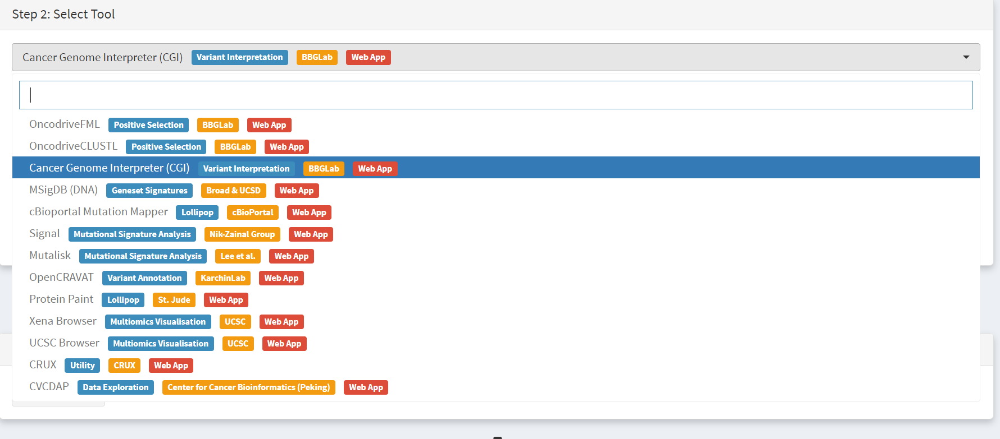 Step 2: Select Tool
Cancer Genome Interpreter (CGI) Variant Interpretation BBGLab Web App
OncodriveFML Positive Selection BBGLab Web App
OncodriveCLUSTL Positive Selection BBGLab Web App
Cancer Genome Interpreter (CGI) Variant Interpretation BBGLab Web App
MSigDB (DNA) Geneset Signatures Broad & UCSD Web App
cBioportal Mutation Mapper Lollipop cBioPortal Web App
Signal Mutational Signature Analysis Nik-Zainal Group Web App
Mutalisk Mutational Signature Analysis Lee et al. Web App
OpenCRAVAT Variant Annotation KarchinLab Web App
Protein Paint Lollipop St. Jude Web App
Xena Browser Multiomics Visualisation UCSC Web App
UCSC Browser Multiomics Visualisation UCSC Web App
CRUX Utility CRUX Web App
CVCDAP Data Exploration Center for Cancer Bioinformatics (Peking) Web App